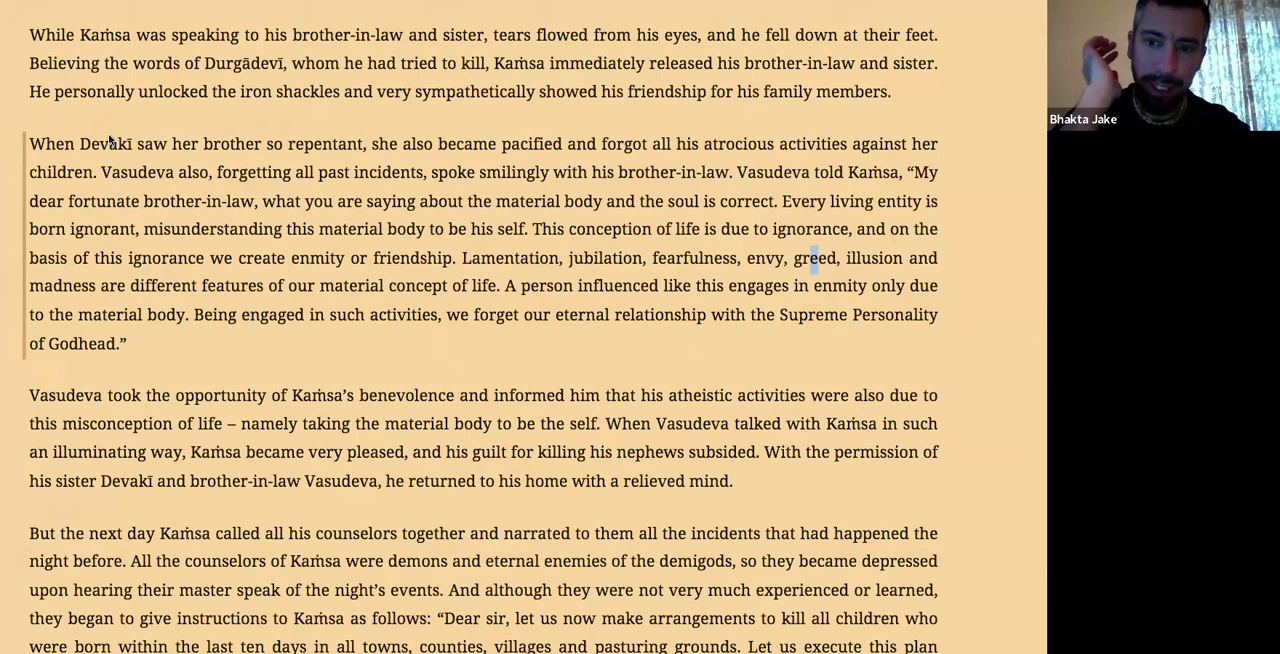 While Kaṁsa was speaking to his brother-in-law and sister, tears flowed from his eyes, and he fell down at their feet.
Believing the words of Durgādevī, whom he had tried to kill, Kaṁsa immediately released his brother-in-law and sister.
He personally unlocked the iron shackles and very sympathetically showed his friendship for his family members.
When Devakī saw her brother so repentant, she also became pacified and forgot all his atrocious activities against her
children. Vasudeva also, forgetting all past incidents, spoke smilingly with his brother-in-law. Vasudeva told Kaṁsa, “My
dear fortunate brother-in-law, what you are saying about the material body and the soul is correct. Every living entity is
born ignorant, misunderstanding this material body to be his self. This conception of life is due to ignorance, and on the
basis of this ignorance we create enmity or friendship. Lamentation, jubilation, fearfulness, envy, greed, illusion and
madness are different features of our material concept of life. A person influenced like this engages in enmity only due
to the material body. Being engaged in such activities, we forget our eternal relationship with the Supreme Personality
of Godhead.”
Vasudeva took the opportunity of Kaṁsa’s benevolence and informed him that his atheistic activities were also due to
this misconception of life – namely taking the material body to be the self. When Vasudeva talked with Kaṁsa in such
an illuminating way, Kaṁsa became very pleased, and his guilt for killing his nephews subsided. With the permission of
his sister Devakī and brother-in-law Vasudeva, he returned to his home with a relieved mind.
But the next day Kaṁsa called all his counselors together and narrated to them all the incidents that had happened the
night before. All the counselors of Kaṁsa were demons and eternal enemies of the demigods, so they became depressed
upon hearing their master speak of the night’s events. And although they were not very much experienced or learned,
they began to give instructions to Kaṁsa as follows: “Dear sir, let us now make arrangements to kill all children who
were born within the last ten days in all towns, counties, villages and pasturing grounds. Let us execute this plan
Bhakta Jake